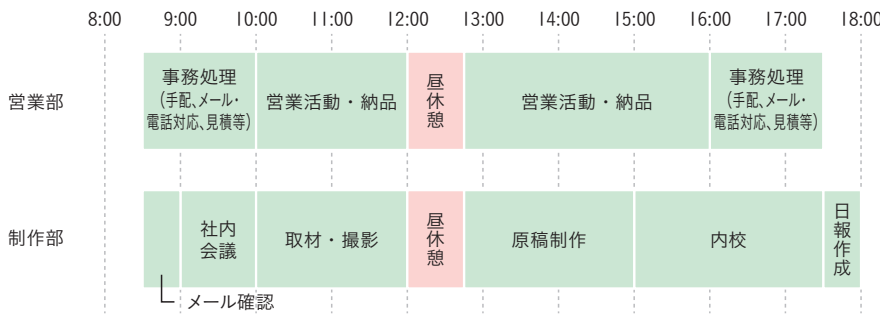 8:00 9:00 10:00 11:00 12:00 13:00 14:00 15:00 16:00 17:00 18:00
営業部
事務処理
(手配、メール・
電話対応、見積等)
営業活動・納品
昼休憩
営業活動・納品
事務処理
(手配、メール・
電話対応、見積等)
制作部
社内
会議
取材・撮影
昼休憩
原稿制作
内校
日報作成
メール確認